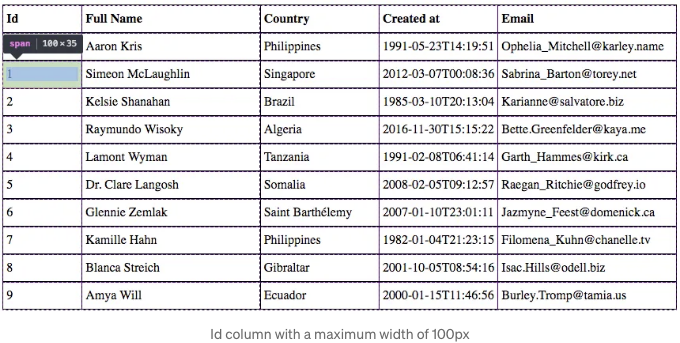 Id Full Name Country Created at Email
span 100×35 Aaron Kris Philippines 1991-05-23T14:19:51 Ophelia_Mitchell@karley.name
1 Simeon McLaughlin Singapore 2012-03-07T00:08:36 Sabrina_Barton@torey.net
2 Kelsie Shanahan Brazil 1985-03-10T20:13:04 Karianne@salvatore.biz
3 Raymundo Wisoky Algeria 2016-11-30T15:15:22 Bette.Greenfelder@kaya.me
4 Lamont Wyman Tanzania 1991-02-08T06:41:14 Garth_Hammes@kirk.ca
5 Dr. Clare Langosh Somalia 2008-02-05T09:12:57 Raegan_Ritchie@godfrey.io
6 Glennie Zemlak Saint Barthélemy 2007-01-10T23:01:11 Jazmyne_Feest@domenick.ca
7 Kamille Hahn Philippines 1982-01-04T21:23:15 Filomena_Kuhn@chanelle.tv
8 Blanca Streich Gibraltar 2001-10-05T08:54:16 Isac.Hills@odell.biz
9 Amya Will Ecuador 2000-01-15T11:46:56 Burley.Tromp@tamia.us
Id column with a maximum width of 100px